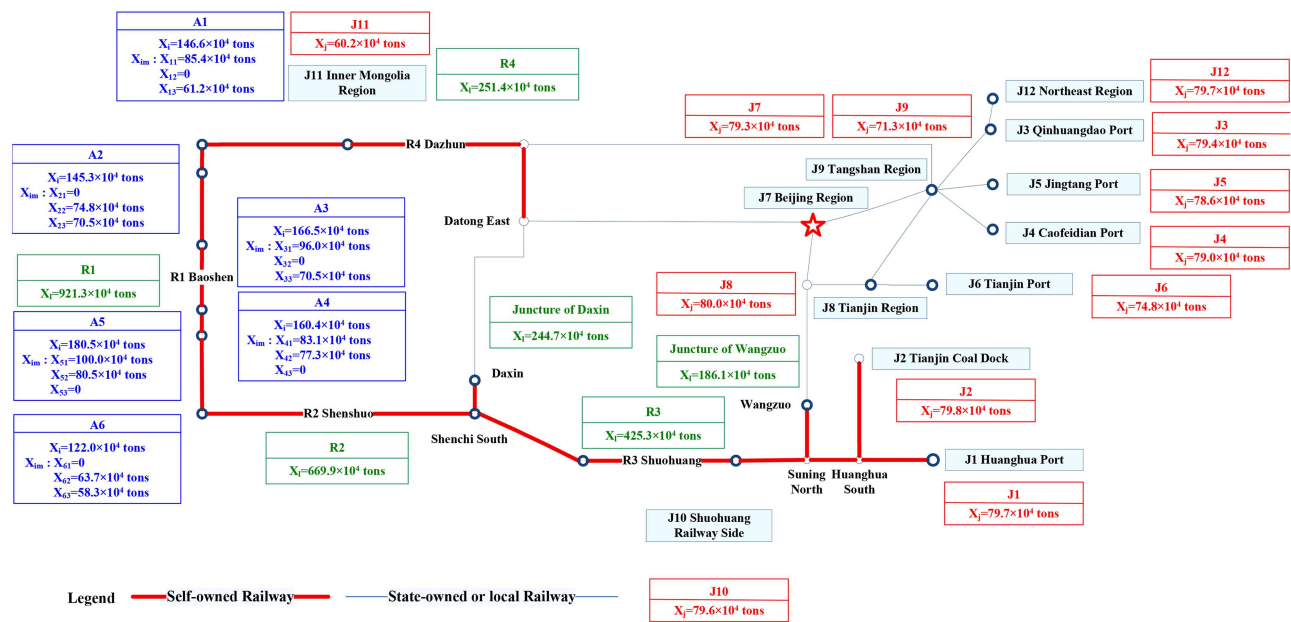 A1
Xᵢ=146.6×10⁴ tons
Xᵢₘ : X₁₁=85.4×10⁴ tons
X₁₂=0
X₁₃=61.2×10⁴ tons
J11
Xⱼ=60.2×10⁴ tons
J11 Inner Mongolia
Region
R4
Xₗ=251.4×10⁴ tons
J12
Xⱼ=79.7×10⁴ tons
J12 Northeast Region
J7
Xⱼ=79.3×10⁴ tons
J9
Xⱼ=71.3×10⁴ tons
J3 Qinhuangdao Port
J3
Xⱼ=79.4×10⁴ tons
R4 Dazhun
A2
Xᵢ=145.3×10⁴ tons
Xᵢₘ : X₂₁=0
X₂₂=74.8×10⁴ tons
X₂₃=70.5×10⁴ tons
J9 Tangshan Region
J7 Beijing Region
J5 Jingtang Port
J5
Xⱼ=78.6×10⁴ tons
A3
Xᵢ=166.5×10⁴ tons
Xᵢₘ : X₃₁=96.0×10⁴ tons
X₃₂=0
X₃₃=70.5×10⁴ tons
Datong East
J4 Caofeidian Port
J4
Xⱼ=79.0×10⁴ tons
R1
Xₗ=921.3×10⁴ tons
R1 Baoshen
J8
Xⱼ=80.0×10⁴ tons
J8 Tianjin Region
J6 Tianjin Port
J6
Xⱼ=74.8×10⁴ tons
A4
Xᵢ=160.4×10⁴ tons
Xᵢₘ : X₄₁=83.1×10⁴ tons
X₄₂=77.3×10⁴ tons
X₄₃=0
Juncture of Daxin
Xₗ=244.7×10⁴ tons
A5
Xᵢ=180.5×10⁴ tons
Xᵢₘ : X₅₁=100.0×10⁴ tons
X₅₂=80.5×10⁴ tons
X₅₃=0
Juncture of Wangzuo
Xₗ=186.1×10⁴ tons
J2 Tianjin Coal Dock
Daxin
Wangzuo
J2
Xⱼ=79.8×10⁴ tons
A6
Xᵢ=122.0×10⁴ tons
Xᵢₘ : X₆₁=0
X₆₂=63.7×10⁴ tons
X₆₃=58.3×10⁴ tons
R2 Shenshuo
R2
Xₗ=669.9×10⁴ tons
Shenchi South
R3
Xₗ=425.3×10⁴ tons
R3 Shuohuang
Suning
North
Huanghua
South
J1 Huanghua Port
J1
Xⱼ=79.7×10⁴ tons
J10 Shuohuang
Railway Side
Legend
Self-owned Railway
State-owned or local Railway
J10
Xⱼ=79.6×10⁴ tons